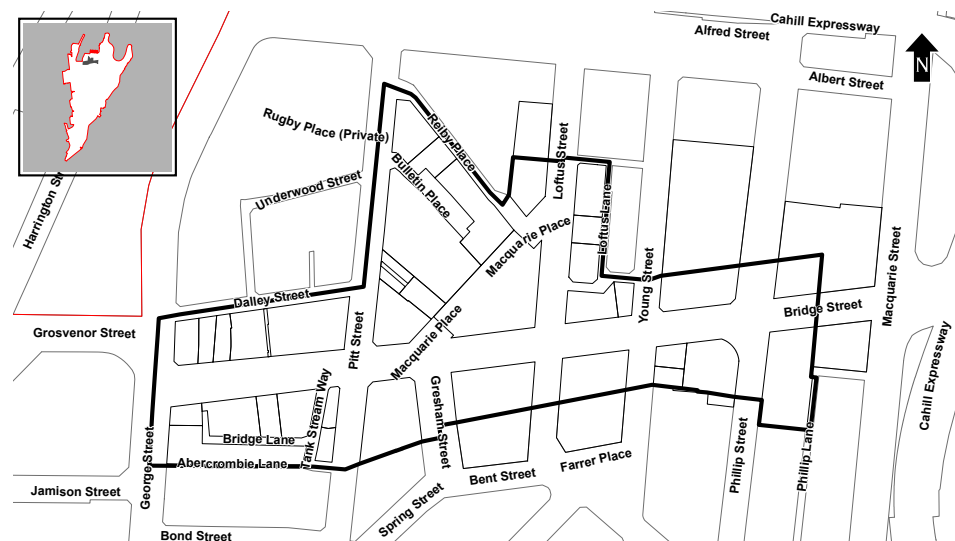 Cahill Expressway
Alfred Street
Albert Street
N
Rugby Place (Private)
Reiby Place
Loftus Street
Bulletin Place
Underwood Street
Harrington St
Loftus Lane
Macquarie Place
Young Street
Macquarie Street
Dalley Street
Bridge Street
Grosvenor Street
Pitt Street
Macquarie Place
Cahill Expressway
Gresham Street
Tank Stream Way
Bridge Lane
George Street
Abercrombie Lane
Phillip Street
Phillip Lane
Farrer Place
Bent Street
Jamison Street
Spring Street
Bond Street